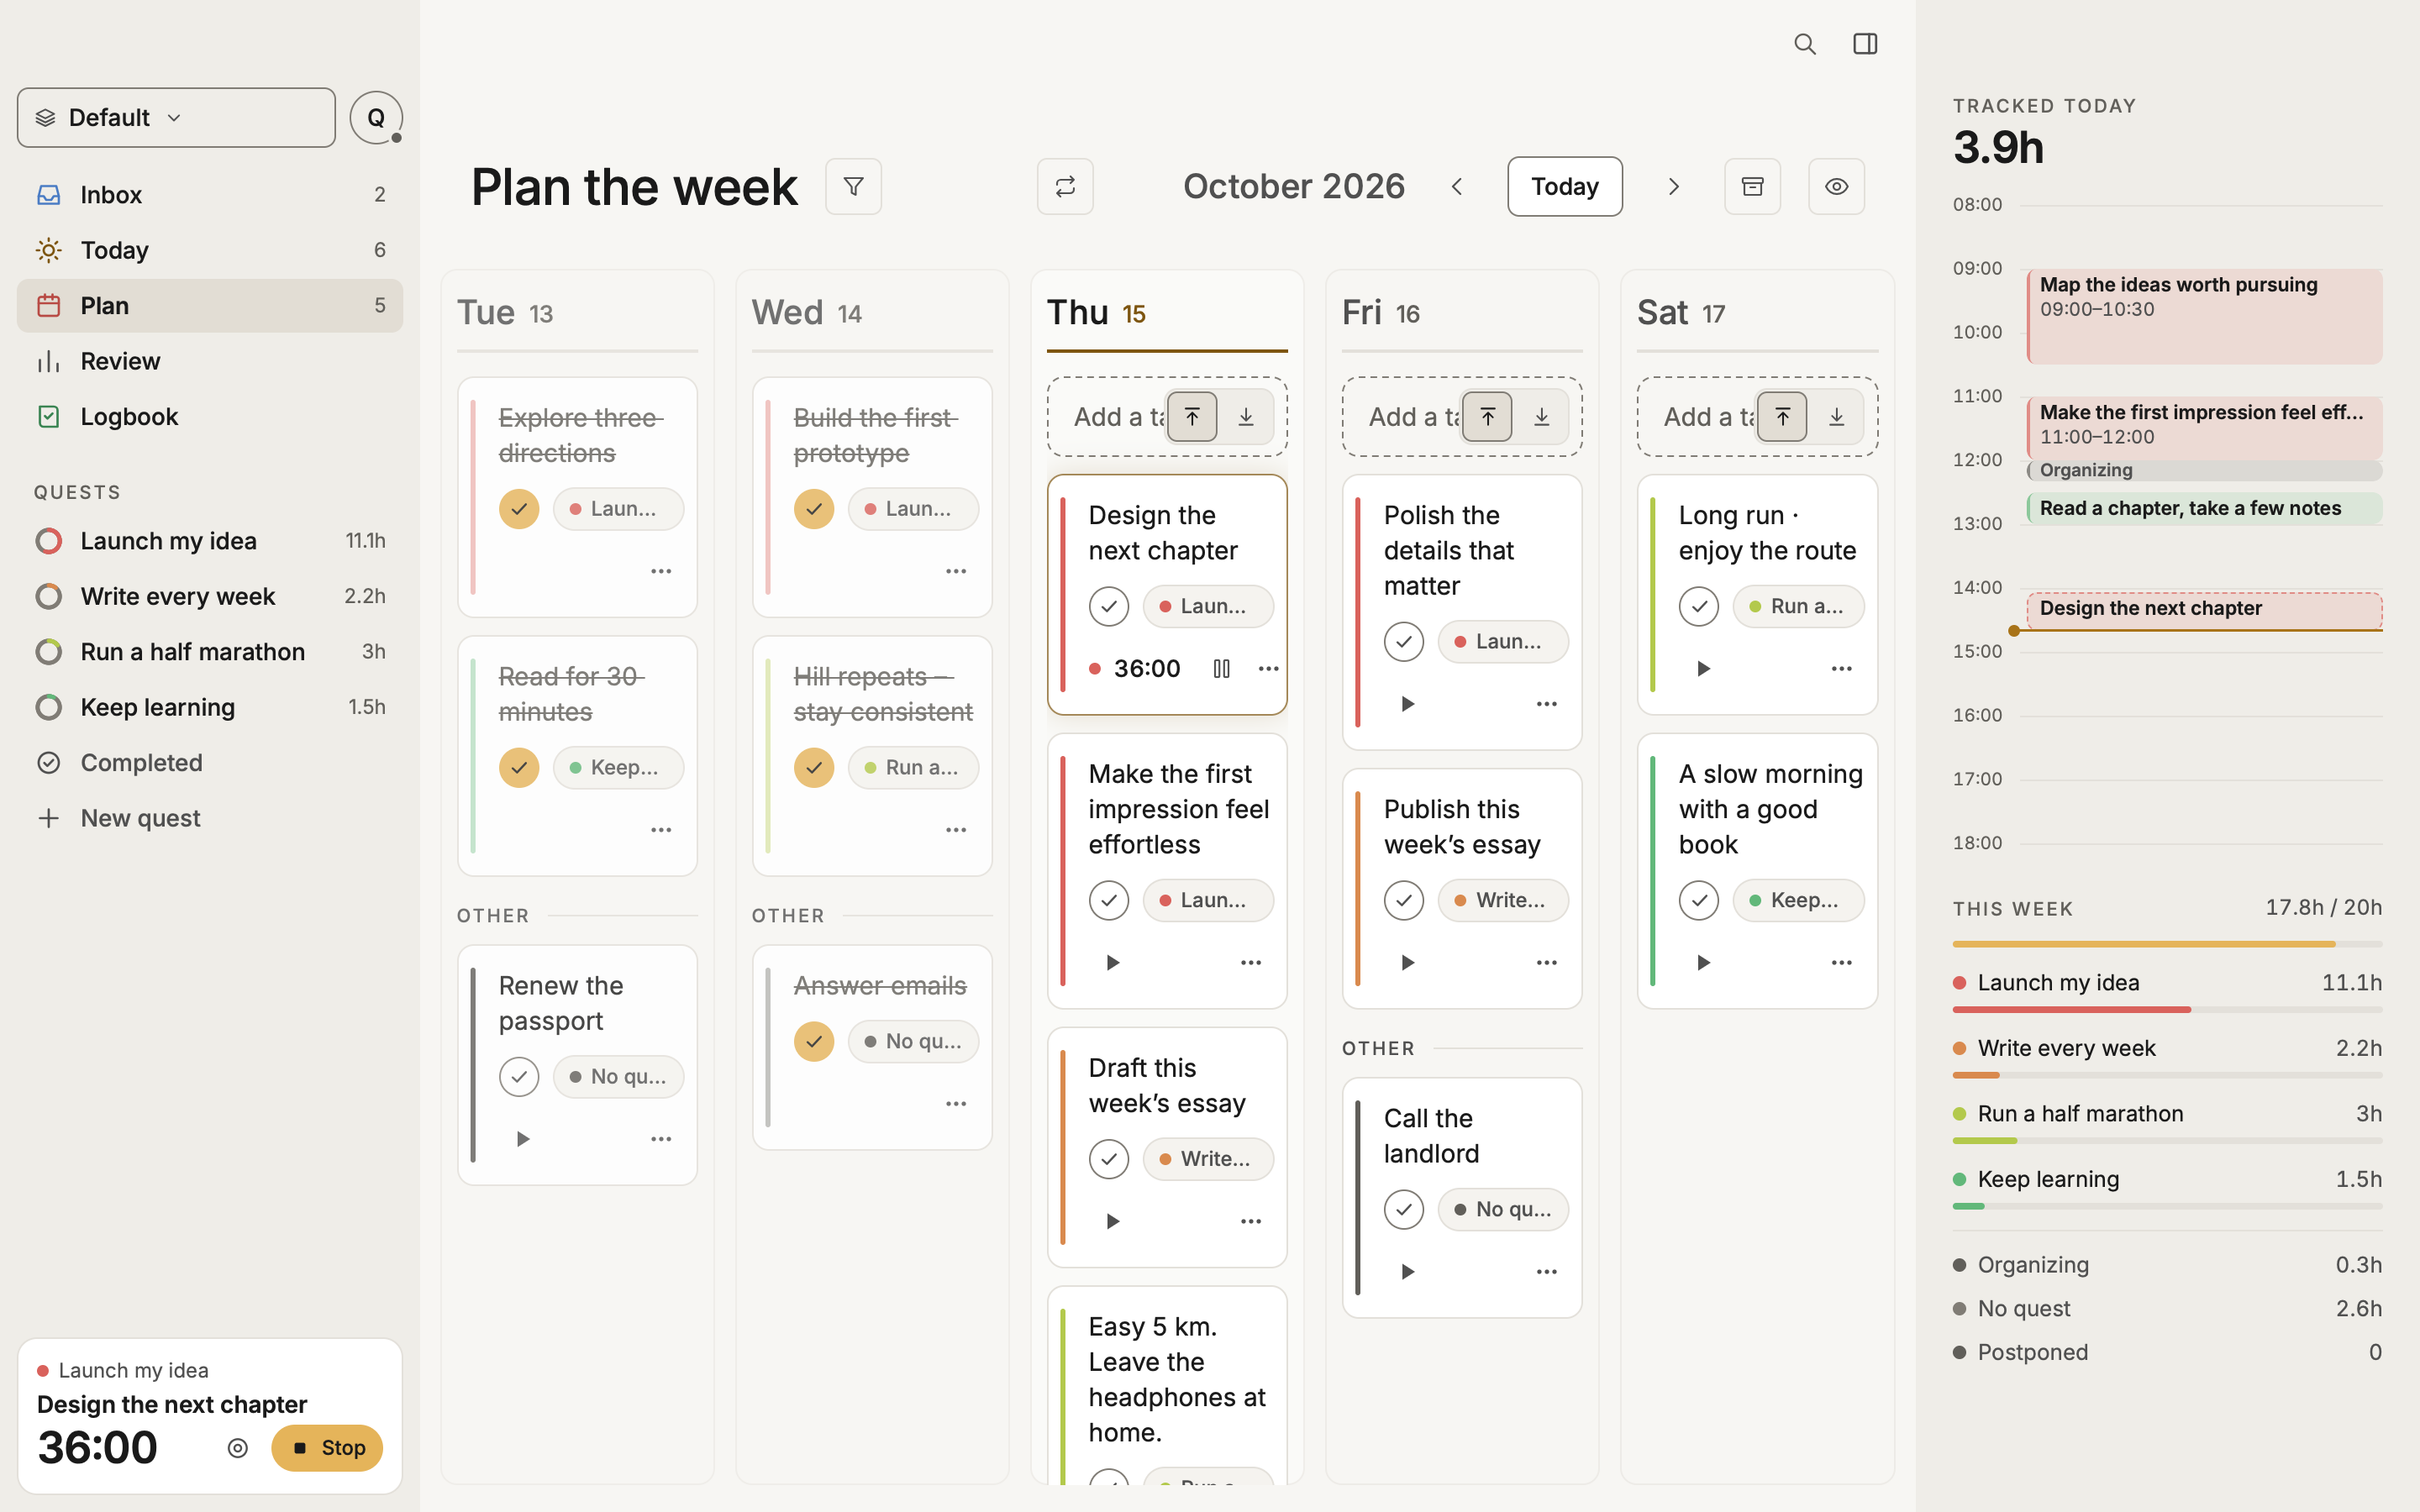 Default
Q
Inbox 2
Today 6
Plan 5
Review
Logbook
QUESTS
Launch my idea 11.1h
Write every week 2.2h
Run a half marathon 3h
Keep learning 1.5h
Completed
New quest
Launch my idea
Design the next chapter
36:00 Stop
Plan the week
October 2026
Today
Tue 13
Explore three
directions
Laun...
Read for 30
minutes
Keep...
OTHER
Renew the
passport
No qu...
Wed 14
Build the first
prototype
Laun...
Hill repeats –
stay consistent
Run a...
OTHER
Answer emails
No qu...
Thu 15
Add a ta
Design the
next chapter
Laun...
36:00
Make the first
impression feel
effortless
Laun...
Draft this
week’s essay
Write...
Easy 5 km.
Leave the
headphones at
home.
Fri 16
Add a ta
Polish the
details that
matter
Laun...
Publish this
week’s essay
Write...
OTHER
Call the
landlord
No qu...
Sat 17
Add a ta
Long run ·
enjoy the route
Run a...
A slow morning
with a good
book
Keep...
TRACKED TODAY
3.9h
08:00
09:00
Map the ideas worth pursuing
09:00–10:30
10:00
11:00
Make the first impression feel eff...
11:00–12:00
12:00
Organizing
Read a chapter, take a few notes
13:00
14:00
Design the next chapter
15:00
16:00
17:00
18:00
THIS WEEK 17.8h / 20h
Launch my idea 11.1h
Write every week 2.2h
Run a half marathon 3h
Keep learning 1.5h
Organizing 0.3h
No quest 2.6h
Postponed 0